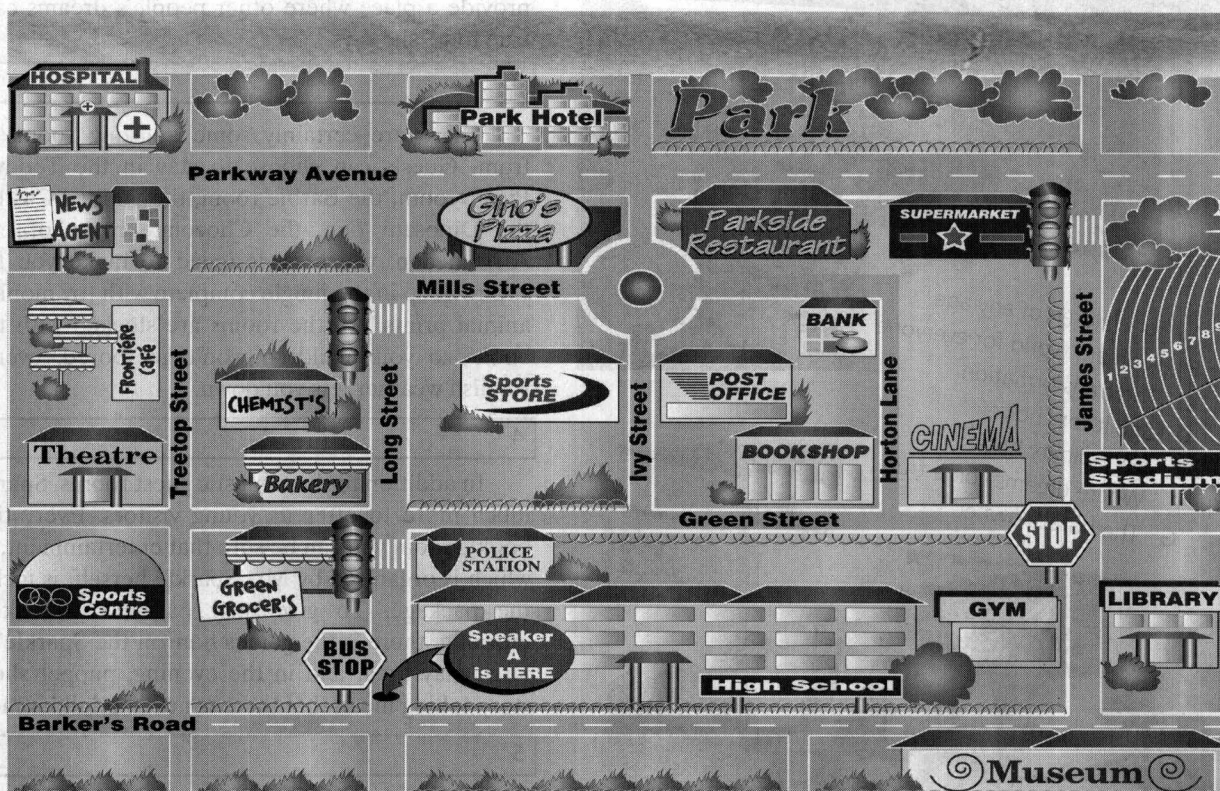 HOSPITAL
Park Hotel
Park
Parkway Avenue
NEWS
AGENT
Gino's
Pizza
Parkside
Restaurant
SUPERMARKET
Mills Street
FRONTIÈRE
CAFÉ
Treetop Street
CHEMIST'S
Long Street
Sports
STORE
Ivy Street
POST
OFFICE
BANK
Horton Lane
James Street
1 2 3 4 5 6 7 8 9
Theatre
Bakery
BOOKSHOP
CINEMA
Sports
Stadium
Green Street
STOP
Sports
Centre
GREEN
GROCER'S
POLICE
STATION
GYM
LIBRARY
BUS
STOP
Speaker
A
is HERE
High School
Barker's Road
Museum